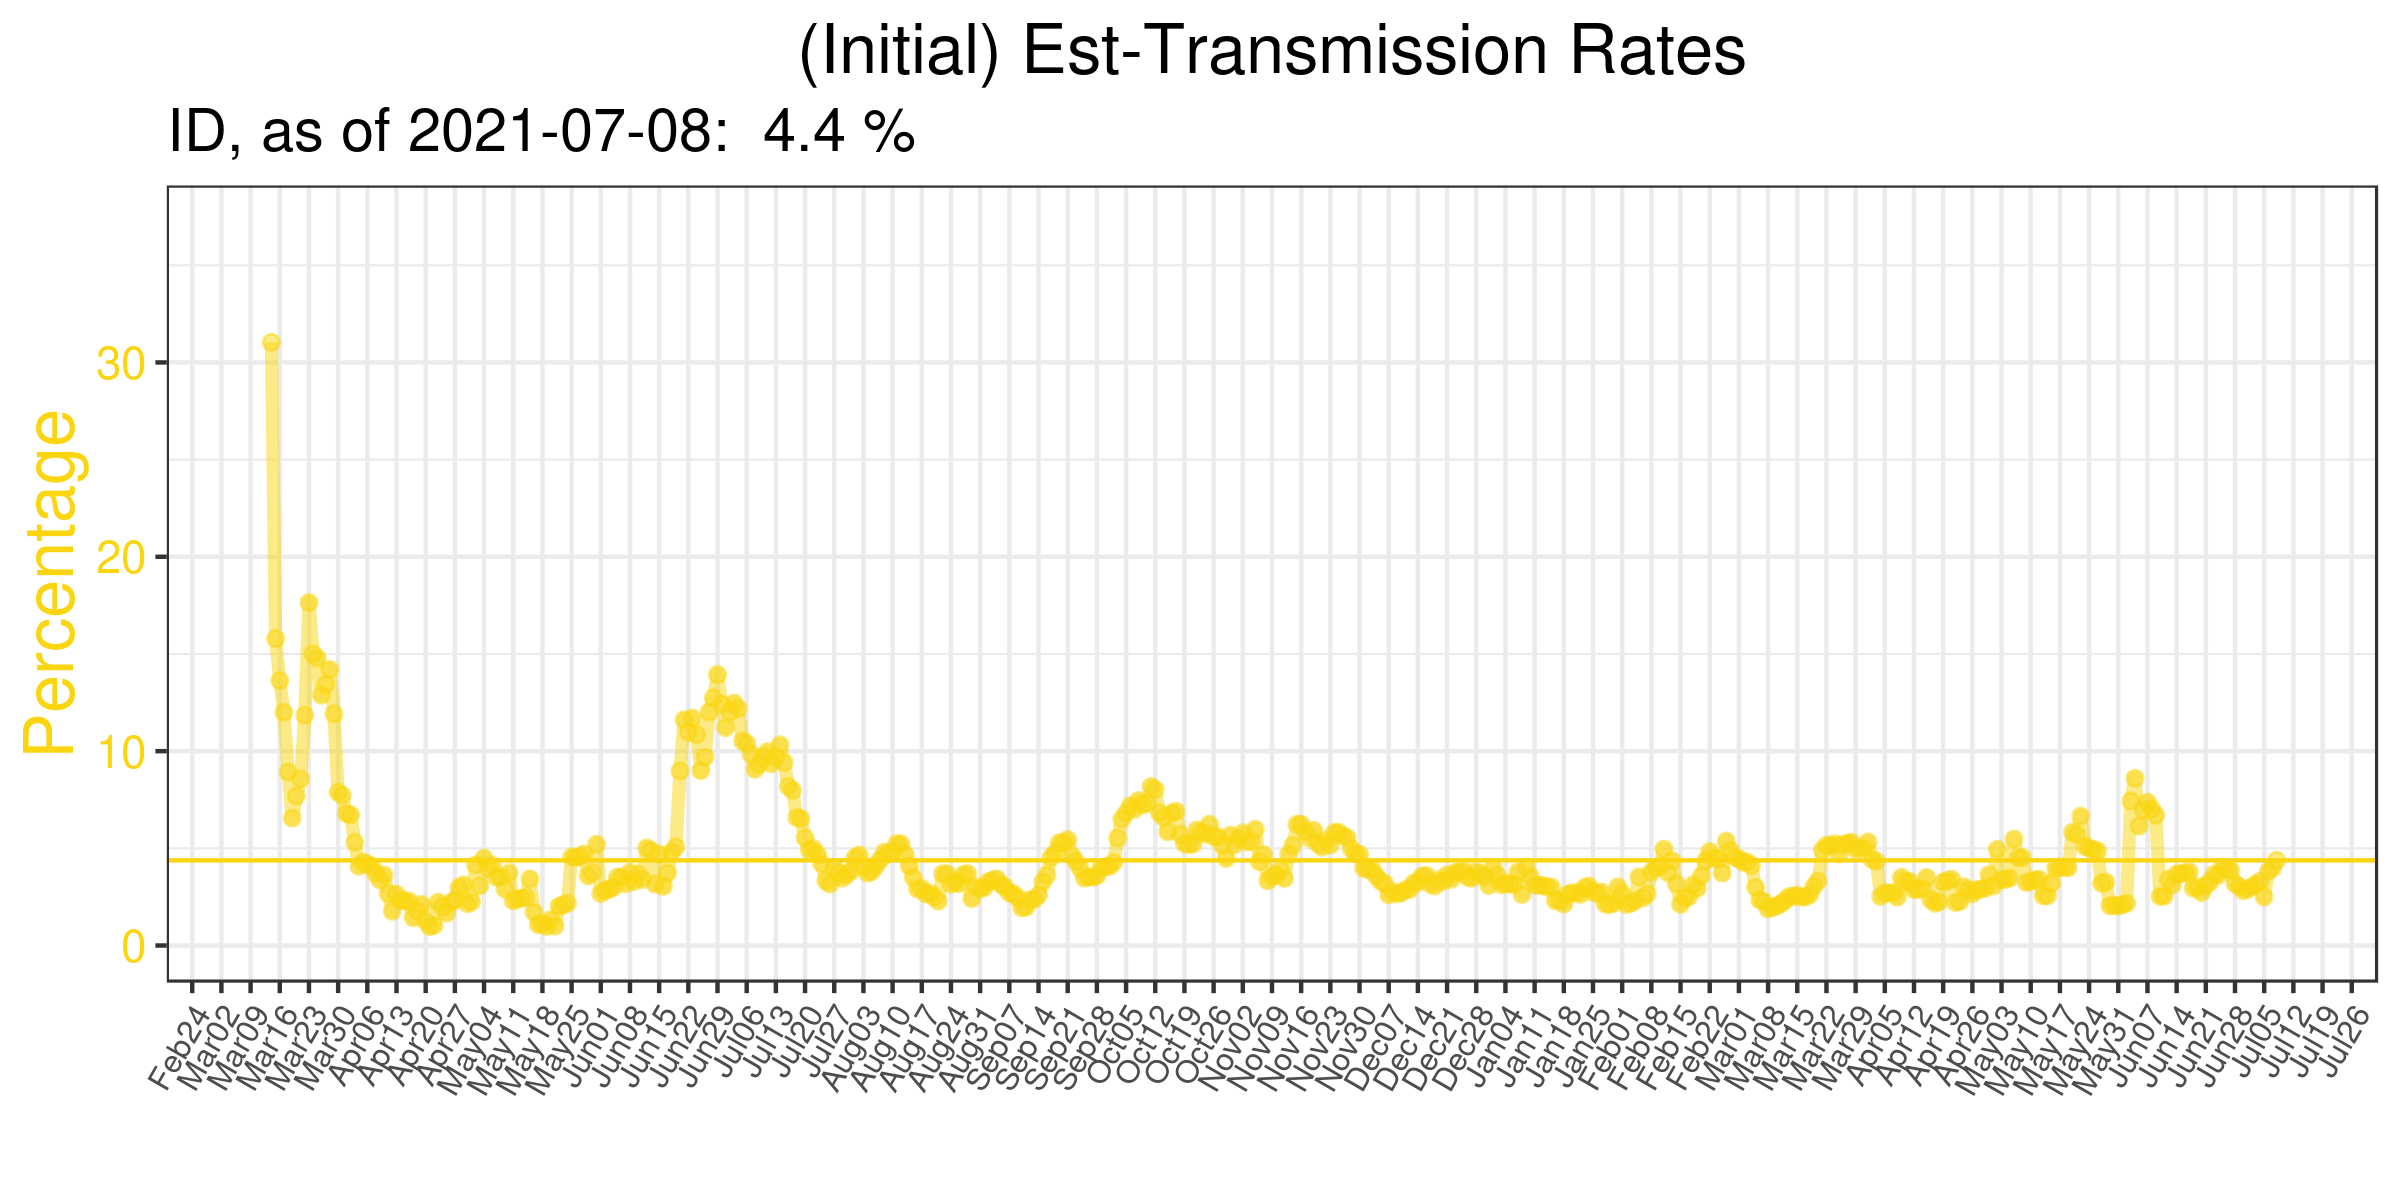 (Initial) Est-Transmission Rates
ID, as of 2021-07-08:  4.4 %
Percentage
30
20
10
0
Feb24
Mar02
Mar09
Mar16
Mar23
Mar30
Apr06
Apr13
Apr20
Apr27
May04
May11
May18
May25
Jun01
Jun08
Jun15
Jun22
Jun29
Jul06
Jul13
Jul20
Jul27
Aug03
Aug10
Aug17
Aug24
Aug31
Sep07
Sep14
Sep21
Sep28
Oct05
Oct12
Oct19
Oct26
Nov02
Nov09
Nov16
Nov23
Nov30
Dec07
Dec14
Dec21
Dec28
Jan04
Jan11
Jan18
Jan25
Feb01
Feb08
Feb15
Feb22
Mar01
Mar08
Mar15
Mar22
Mar29
Apr05
Apr12
Apr19
Apr26
May03
May10
May17
May24
May31
Jun07
Jun14
Jun21
Jun28
Jul05
Jul12
Jul19
Jul26